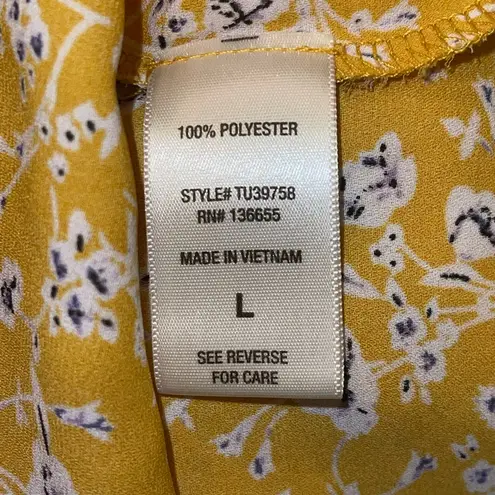 100% POLYESTER
STYLE# TU39758
RN# 136655
MADE IN VIETNAM
L
SEE REVERSE
FOR CARE